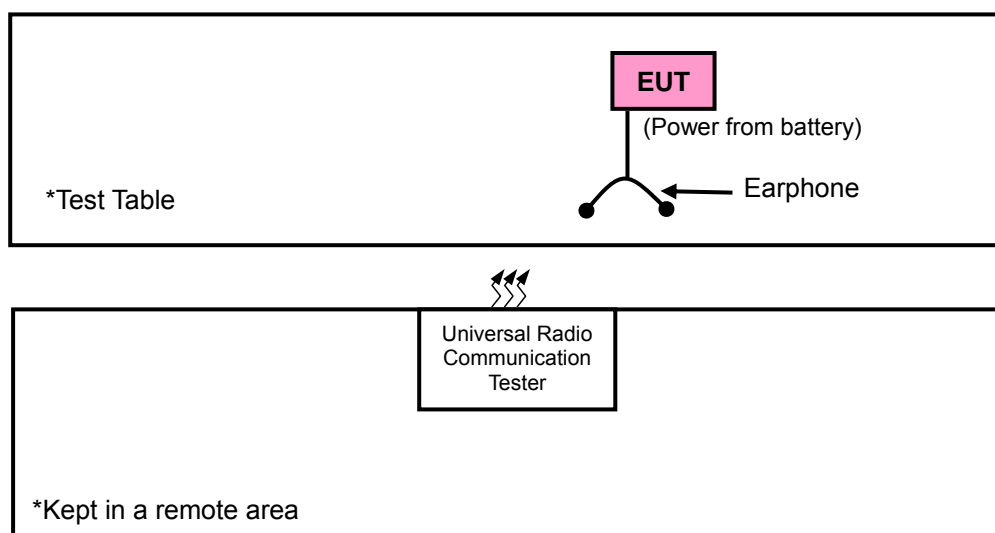 EUT
(Power from battery)
*Test Table
Earphone
Universal Radio
Communication
Tester
*Kept in a remote area